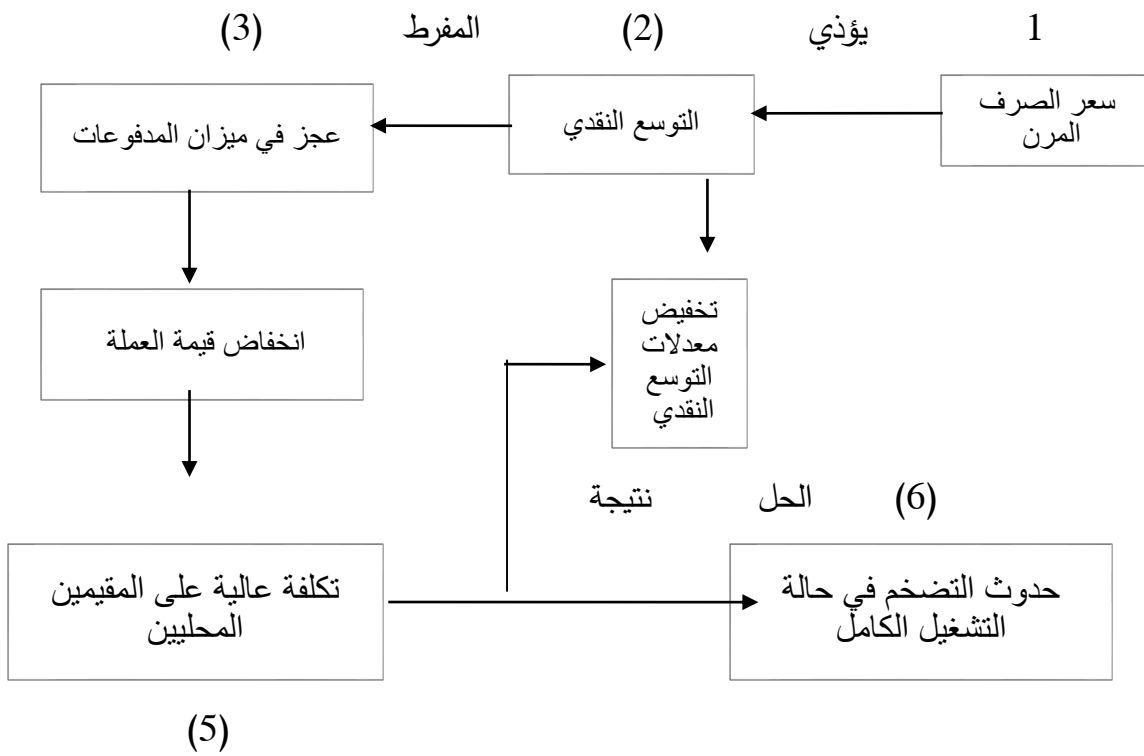 1 يؤذي (2) المفرط (3)
سعر الصرف
المرن
التوسع النقدي
عجز في ميزان المدفوعات
انخفاض قيمة العملة
تخفيض
معدلات
التوسع
النقدي
نتيجة الحل (6)
تكلفة عالية على المقيمين
المحليين
حدوث التضخم في حالة
التشغيل الكامل
(5)